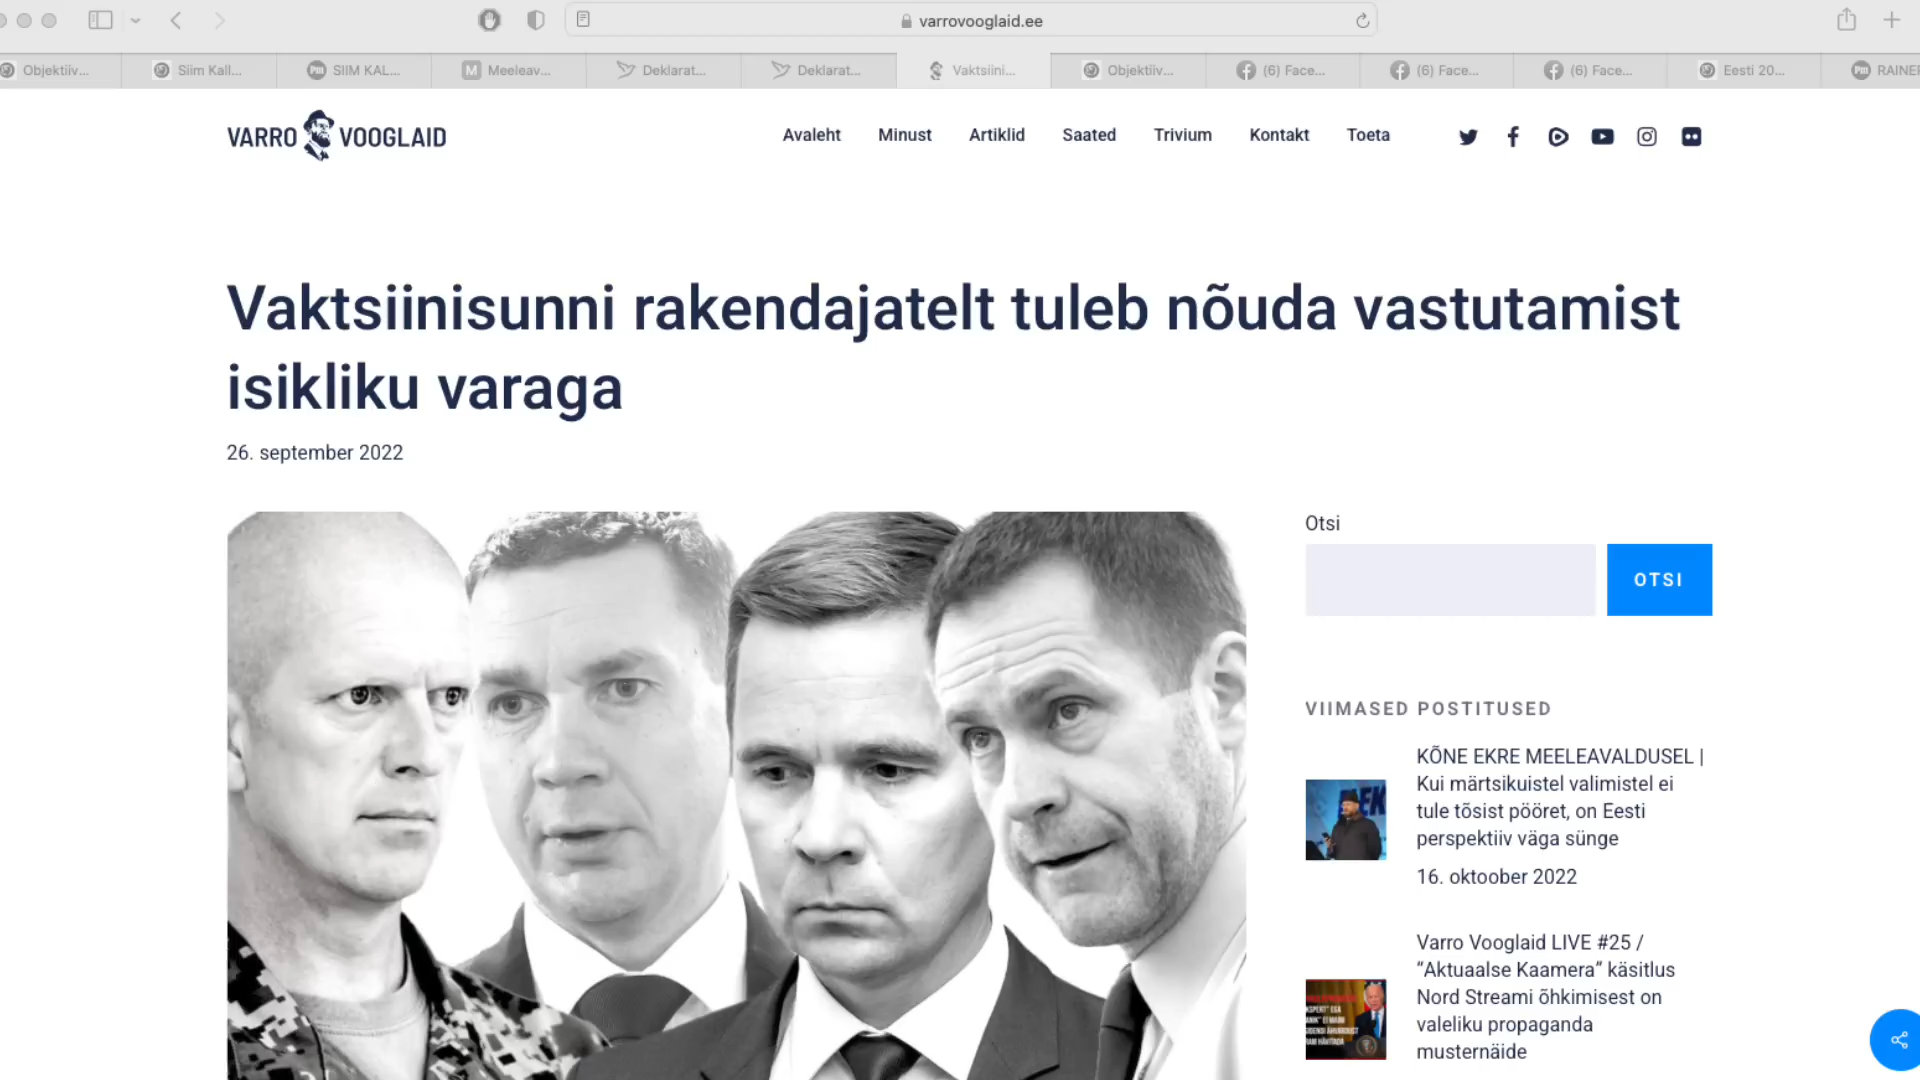 varrovooglaid.ee
Objektiiv...
Siim Kall...
SIIM KAL...
Meeleav...
Deklarat...
Deklarat...
Vaktsiini...
Objektiiv...
(6) Face...
(6) Face...
(6) Face...
Eesti 20...
RAINER
VARRO VOOGLAID
Avaleht
Minust
Artiklid
Saated
Trivium
Kontakt
Toeta
Vaktsiinisunni rakendajatelt tuleb nõuda vastutamist
isikliku varaga
26. september 2022
Otsi
OTSI
VIIMASED POSTITUSED
KÕNE EKRE MEELEAVALDUSEL |
Kui märtsikuistel valimistel ei
tule tõsist pööret, on Eesti
perspektiiv väga sünge
16. oktoober 2022
Varro Vooglaid LIVE #25 /
“Aktuaalse Kaamera” käsitlus
Nord Streami õhkimisest on
valeliku propaganda
musternäide